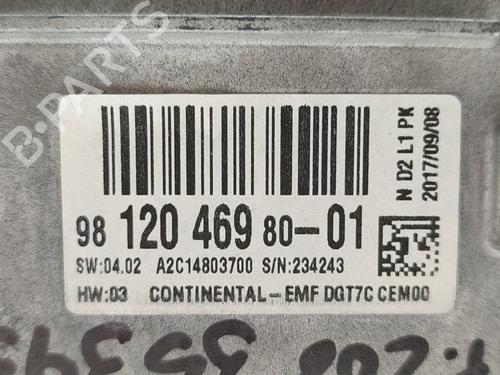 B-PARTS
98 120 469 80-01
SW:04.02 A2C14803700 S/N:234243
HW:03 CONTINENTAL-EMF DGT7C CEM00
N D2 L1 PK
2017/09/08